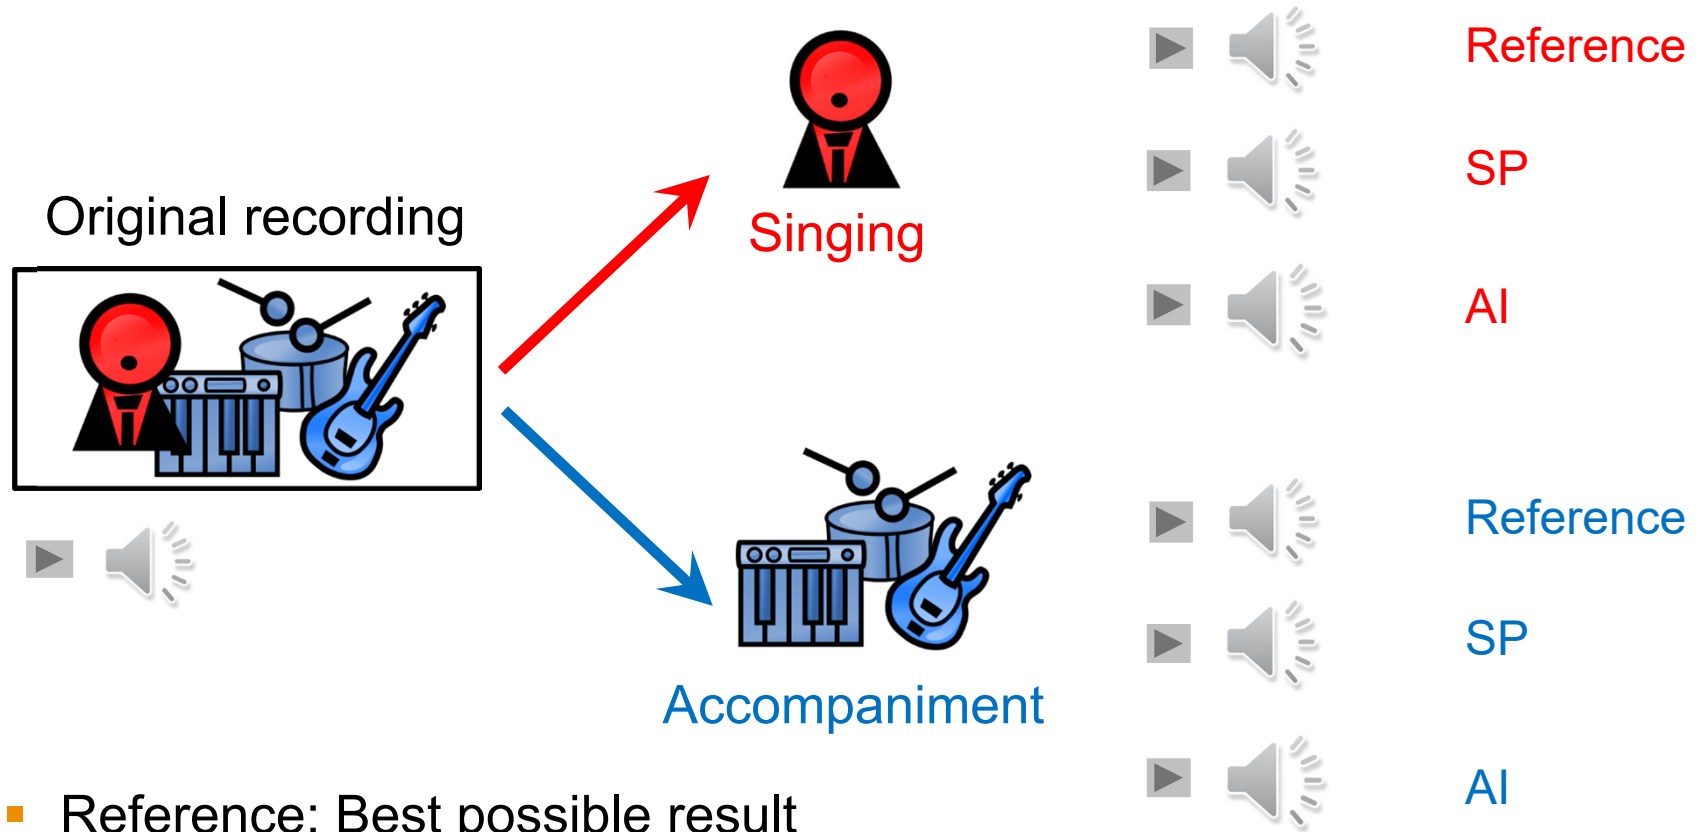 Original recording
Singing
Accompaniment
Reference
SP
AI
Reference
SP
AI
Reference: Best possible result